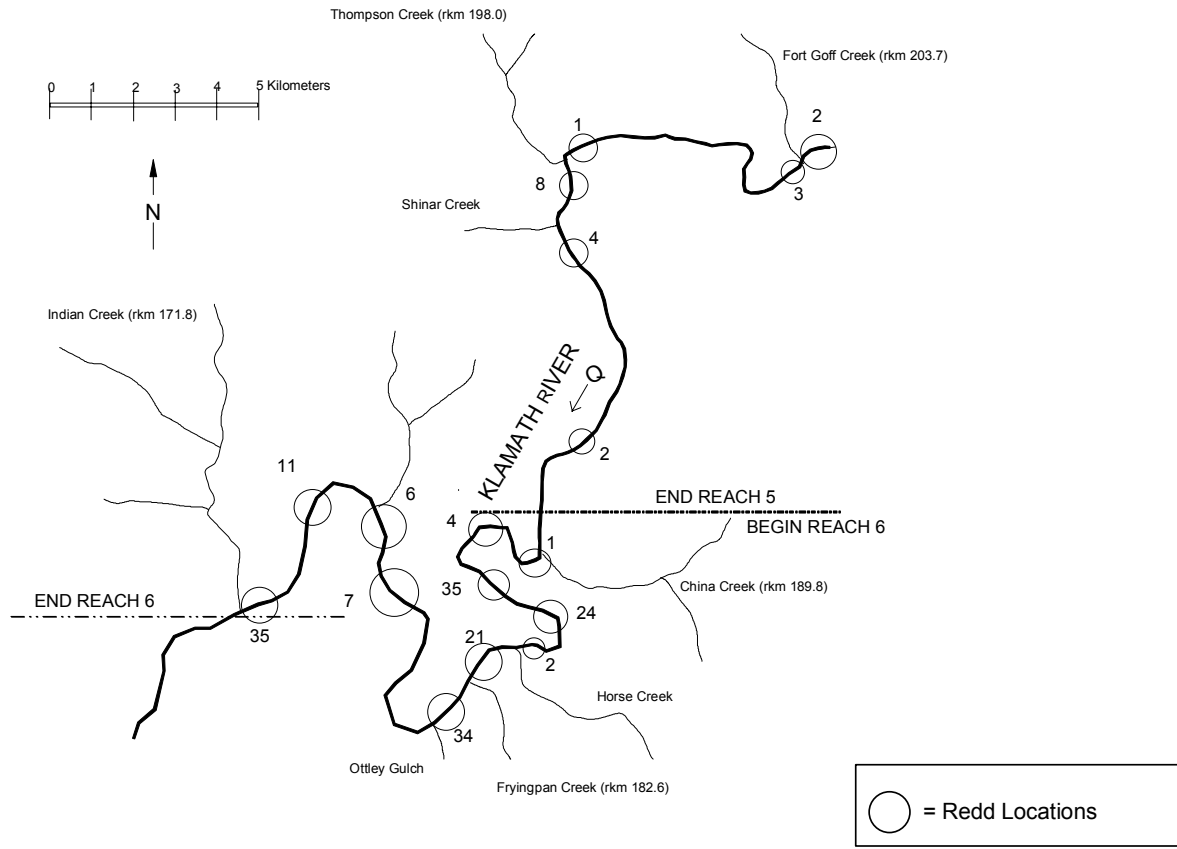 Thompson Creek (rkm 198.0)
Fort Goff Creek (rkm 203.7)
0 1 2 3 4 5 Kilometers
2
1
3
8
N
Shinar Creek
4
Indian Creek (rkm 171.8)
KLAMATH RIVER
Q
2
11
6
END REACH 5
4
BEGIN REACH 6
1
35
China Creek (rkm 189.8)
END REACH 6
7
24
35
21
2
Horse Creek
34
Ottley Gulch
Fryingpan Creek (rkm 182.6)
= Redd Locations